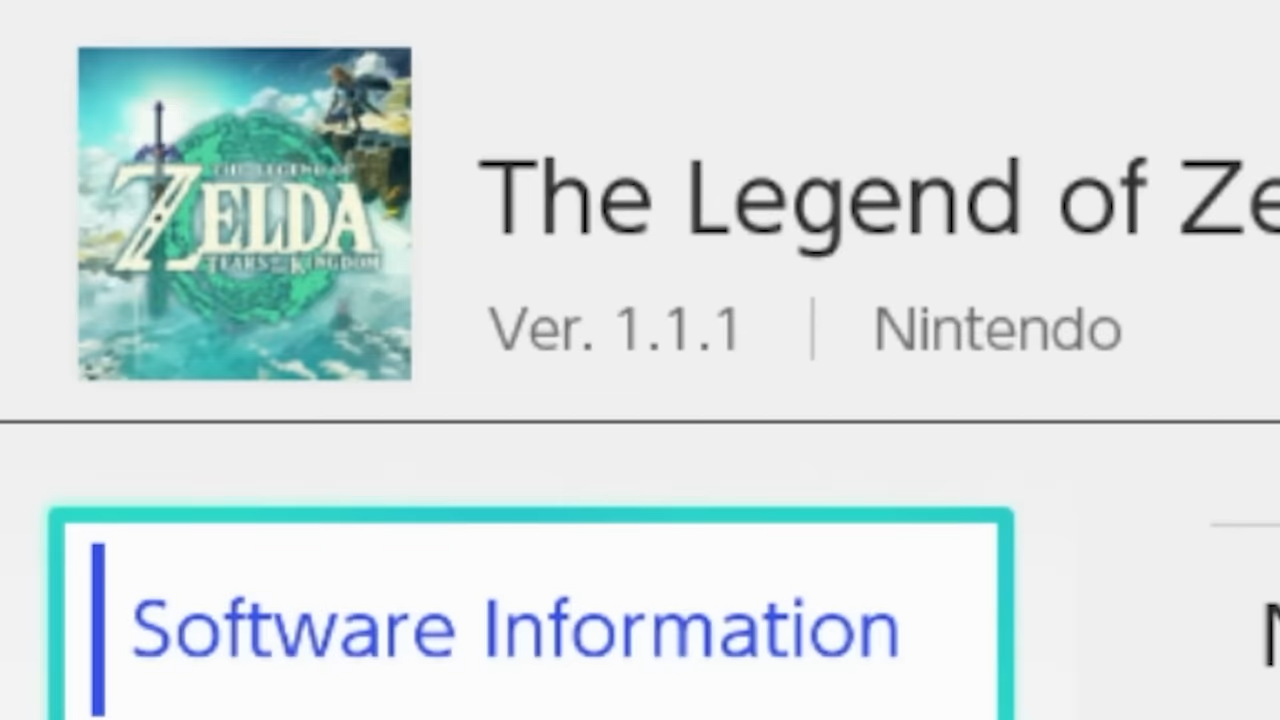 THE LEGEND OF
ZELDA
TEARS OF THE KINGDOM
The Legend of Ze
Ver. 1.1.1 | Nintendo
Software Information
N